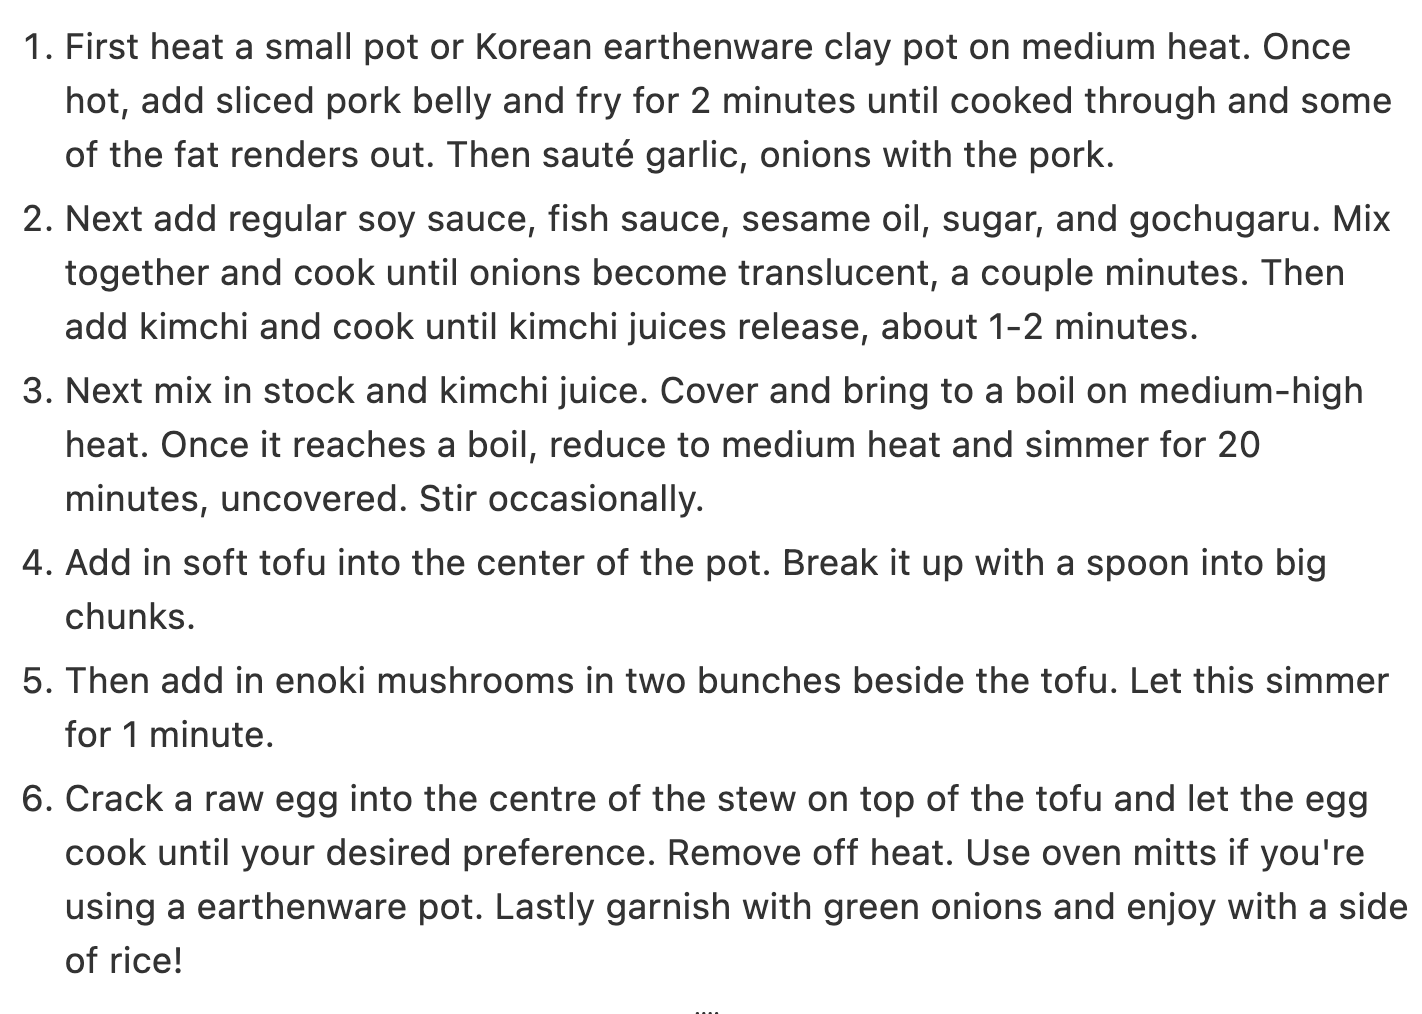 1. First heat a small pot or Korean earthenware clay pot on medium heat. Once
hot, add sliced pork belly and fry for 2 minutes until cooked through and some
of the fat renders out. Then sauté garlic, onions with the pork.
2. Next add regular soy sauce, fish sauce, sesame oil, sugar, and gochugaru. Mix
together and cook until onions become translucent, a couple minutes. Then
add kimchi and cook until kimchi juices release, about 1-2 minutes.
3. Next mix in stock and kimchi juice. Cover and bring to a boil on medium-high
heat. Once it reaches a boil, reduce to medium heat and simmer for 20
minutes, uncovered. Stir occasionally.
4. Add in soft tofu into the center of the pot. Break it up with a spoon into big
chunks.
5. Then add in enoki mushrooms in two bunches beside the tofu. Let this simmer
for 1 minute.
6. Crack a raw egg into the centre of the stew on top of the tofu and let the egg
cook until your desired preference. Remove off heat. Use oven mitts if you're
using a earthenware pot. Lastly garnish with green onions and enjoy with a side
of rice!